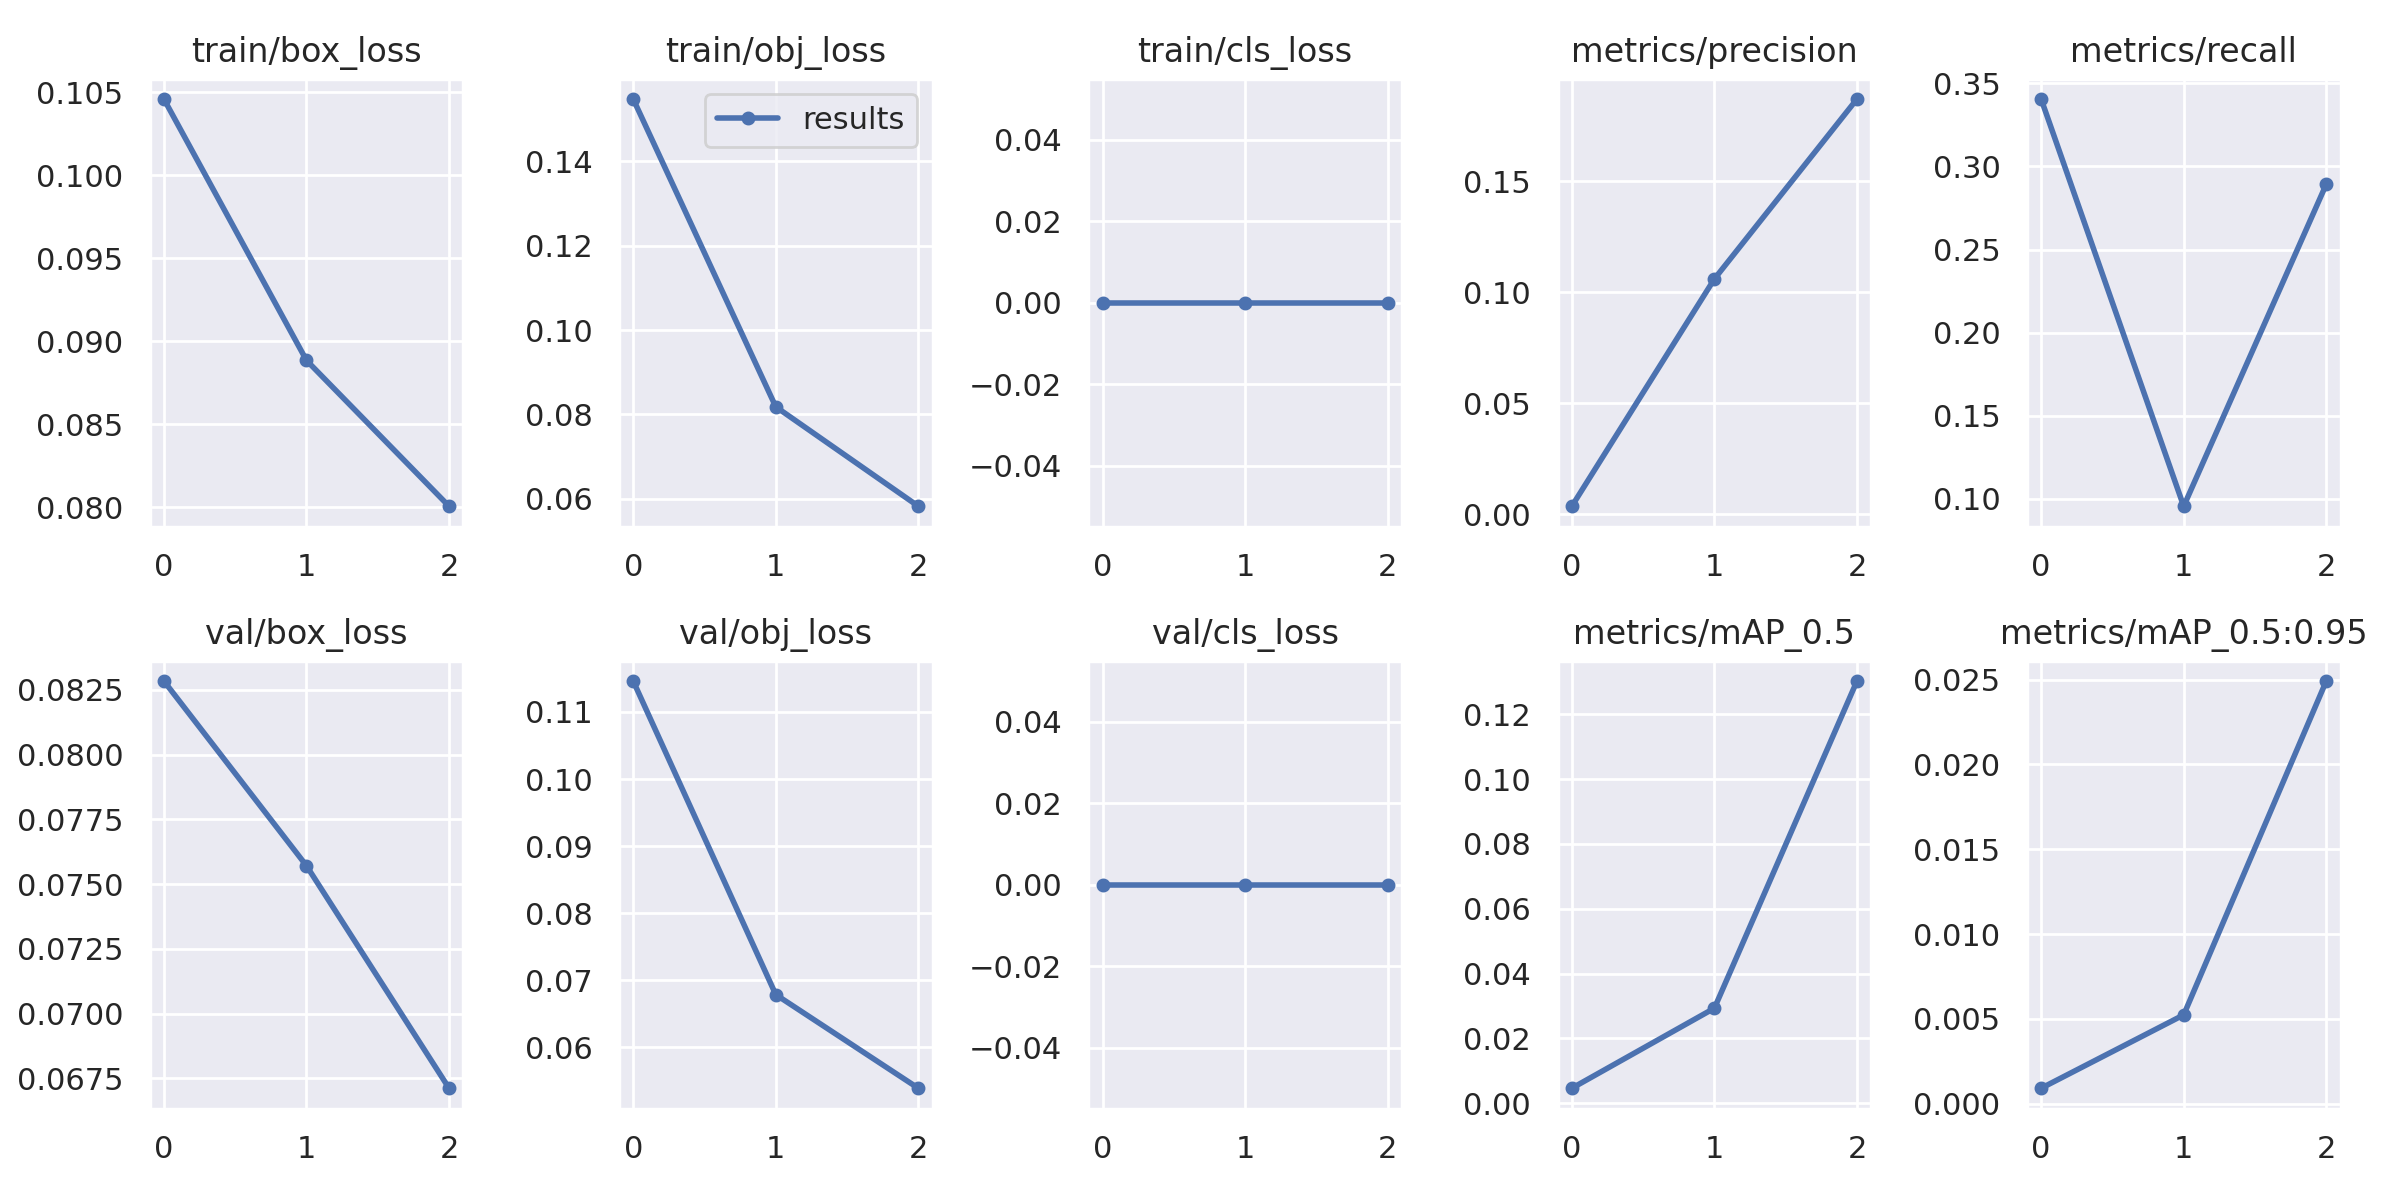 train/box_loss
0.105
0.100
0.095
0.090
0.085
0.080
0 1 2
train/obj_loss
results
0.14
0.12
0.10
0.08
0.06
0 1 2
train/cls_loss
0.04
0.02
0.00
−0.02
−0.04
0 1 2
metrics/precision
0.15
0.10
0.05
0.00
0 1 2
metrics/recall
0.35
0.30
0.25
0.20
0.15
0.10
0 1 2
val/box_loss
0.0825
0.0800
0.0775
0.0750
0.0725
0.0700
0.0675
0 1 2
val/obj_loss
0.11
0.10
0.09
0.08
0.07
0.06
0 1 2
val/cls_loss
0.04
0.02
0.00
−0.02
−0.04
0 1 2
metrics/mAP_0.5
0.12
0.10
0.08
0.06
0.04
0.02
0.00
0 1 2
metrics/mAP_0.5:0.95
0.025
0.020
0.015
0.010
0.005
0.000
0 1 2